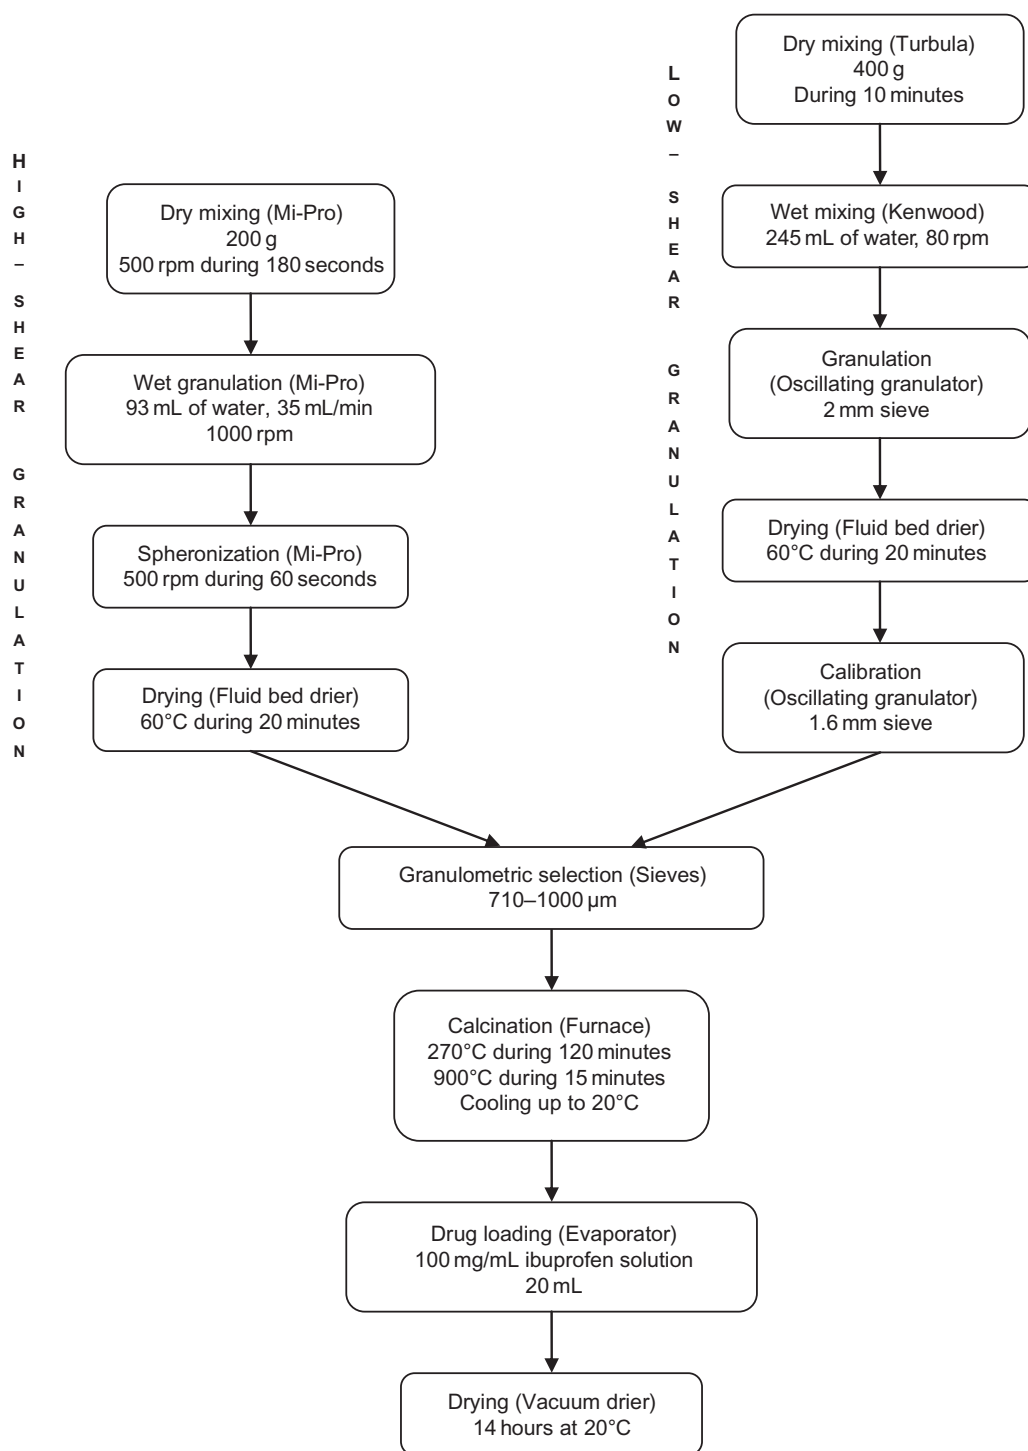 HIGH– SHEAR GRANULATION
Dry mixing (Mi-Pro)
200 g
500 rpm during 180 seconds
Wet granulation (Mi-Pro)
93 mL of water, 35 mL/min
1000 rpm
Spheronization (Mi-Pro)
500 rpm during 60 seconds
Drying (Fluid bed drier)
60°C during 20 minutes
LOW– SHEAR GRANULATION
Dry mixing (Turbula)
400 g
During 10 minutes
Wet mixing (Kenwood)
245 mL of water, 80 rpm
Granulation
(Oscillating granulator)
2 mm sieve
Drying (Fluid bed drier)
60°C during 20 minutes
Calibration
(Oscillating granulator)
1.6 mm sieve
Granulometric selection (Sieves)
710–1000 µm
Calcination (Furnace)
270°C during 120 minutes
900°C during 15 minutes
Cooling up to 20°C
Drug loading (Evaporator)
100 mg/mL ibuprofen solution
20 mL
Drying (Vacuum drier)
14 hours at 20°C